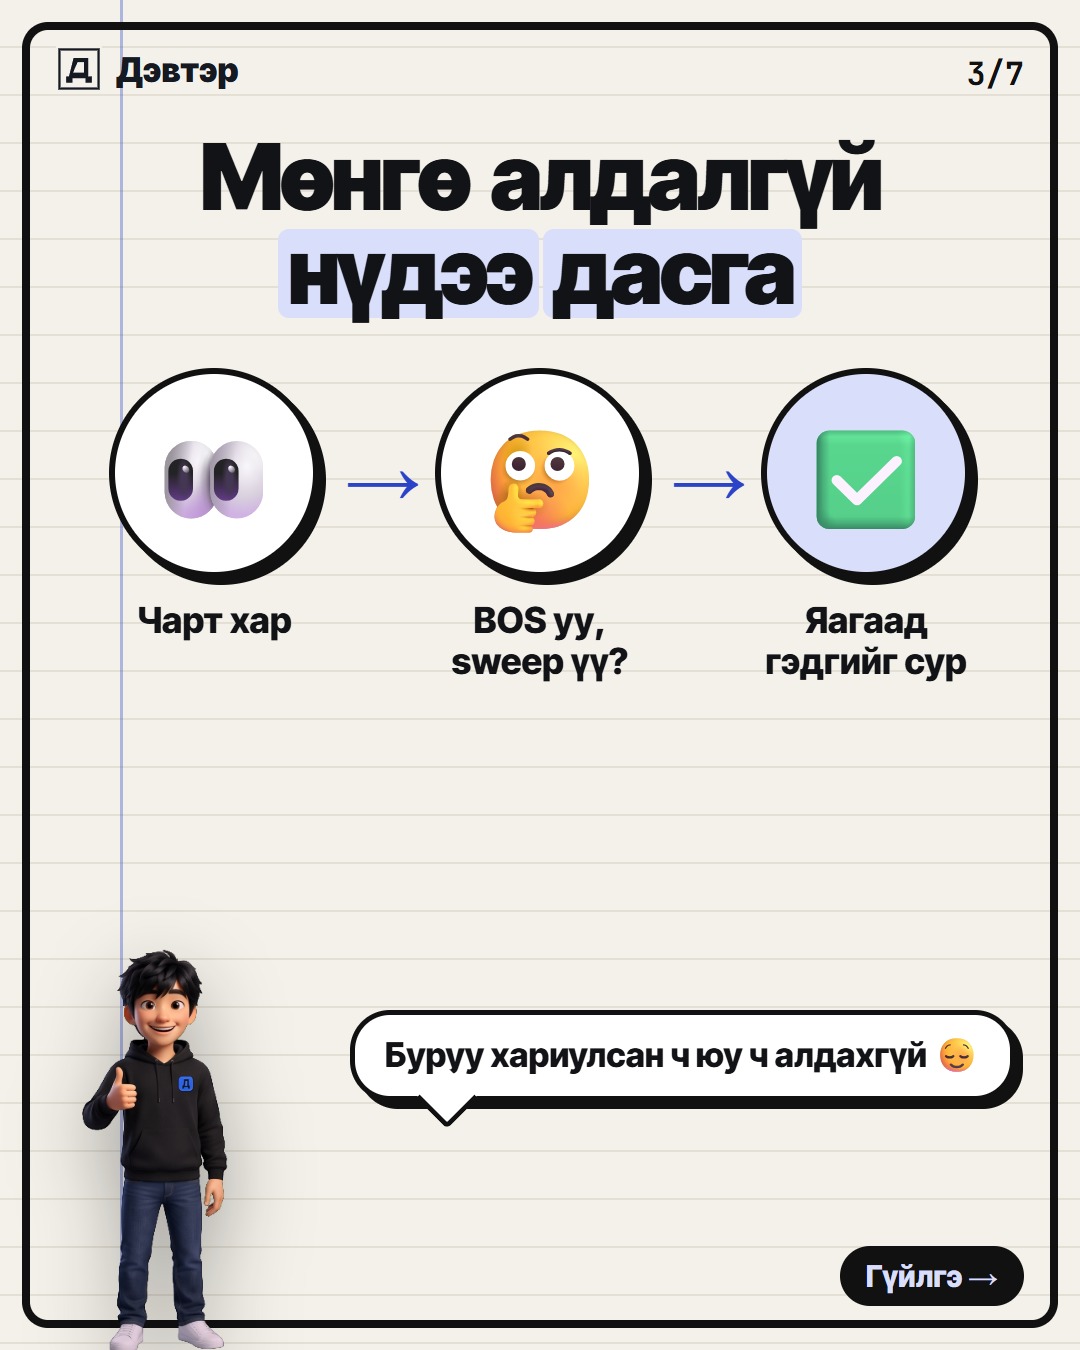 Д Дэвтэр
3/7
Мөнгө алдалгүй
нүдээ дасга
Чарт хар
BOS уу,
sweep үү?
Яагаад
гэдгийг сур
Буруу хариулсан ч юу ч алдахгүй
Д
Гүйлгэ →